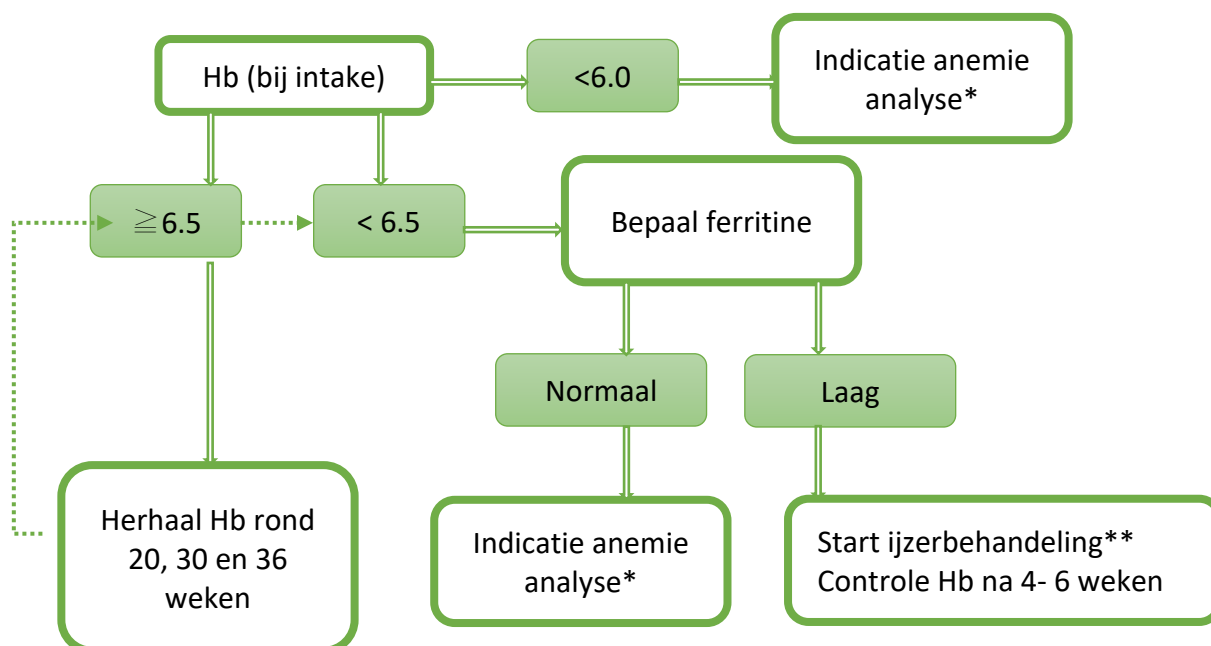 Hb (bij intake)
<6.0
Indicatie anemie
analyse*
≧6.5
< 6.5
Bepaal ferritine
Normaal
Laag
Herhaal Hb rond
20, 30 en 36
weken
Indicatie anemie
analyse*
Start ijzerbehandeling**
Controle Hb na 4- 6 weken